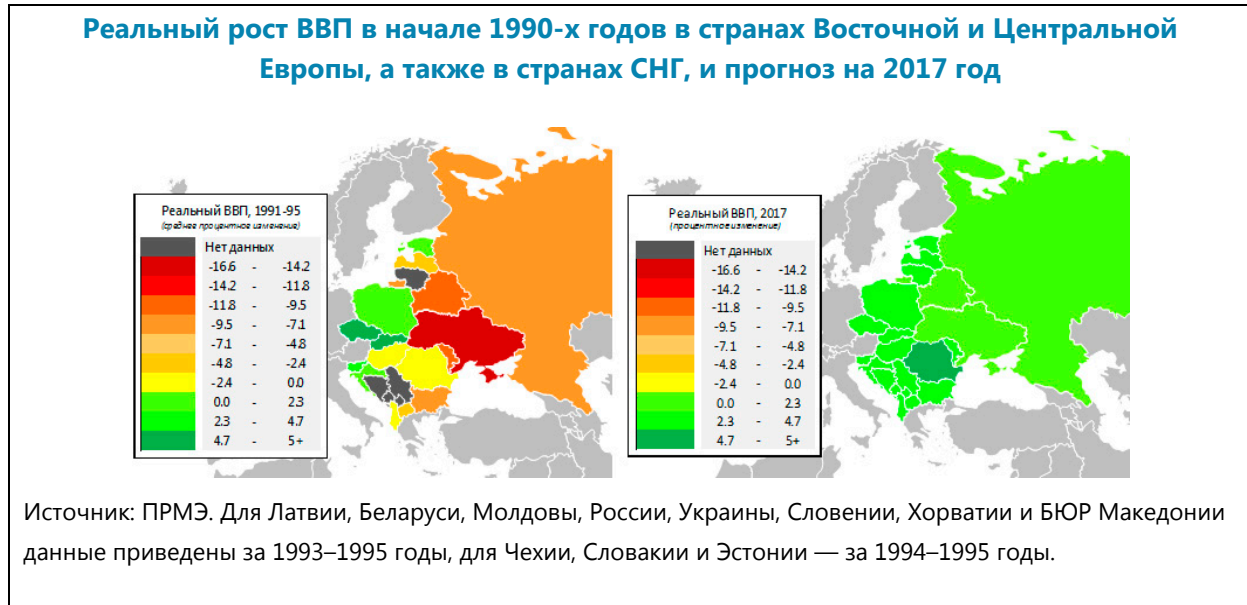 Реальный рост ВВП в начале 1990-х годов в странах Восточной и Центральной
Европы, а также в странах СНГ, и прогноз на 2017 год
Реальный ВВП, 1991-95
(среднее процентное изменение)
Нет данных
-16.6 - -14.2
-14.2 - -11.8
-11.8 - -9.5
-9.5 - -7.1
-7.1 - -4.8
-4.8 - -2.4
-2.4 - 0.0
0.0 - 2.3
2.3 - 4.7
4.7 - 5+
Реальный ВВП, 2017
(процентное изменение)
Нет данных
-16.6 - -14.2
-14.2 - -11.8
-11.8 - -9.5
-9.5 - -7.1
-7.1 - -4.8
-4.8 - -2.4
-2.4 - 0.0
0.0 - 2.3
2.3 - 4.7
4.7 - 5+
Источник: ПРМЭ. Для Латвии, Беларуси, Молдовы, России, Украины, Словении, Хорватии и БЮР Македонии
данные приведены за 1993–1995 годы, для Чехии, Словакии и Эстонии — за 1994–1995 годы.